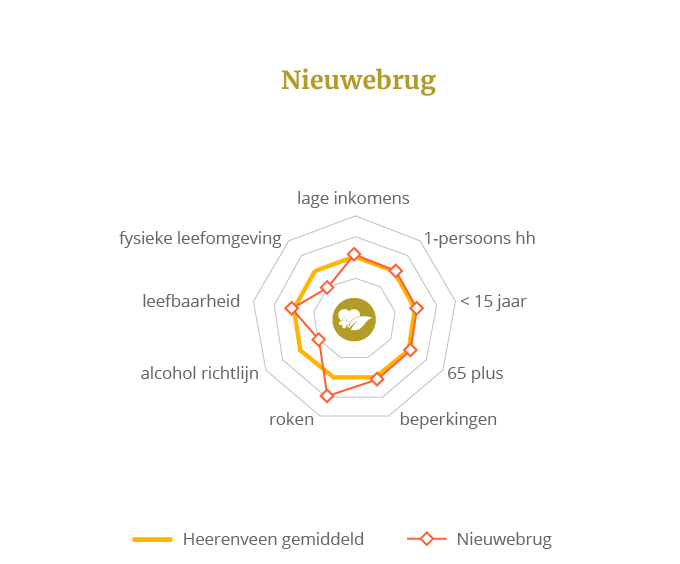 Nieuwebrug
lage inkomens
fysieke leefomgeving
1-persoons hh
leefbaarheid
< 15 jaar
alcohol richtlijn
65 plus
roken
beperkingen
Heerenveen gemiddeld
Nieuwebrug